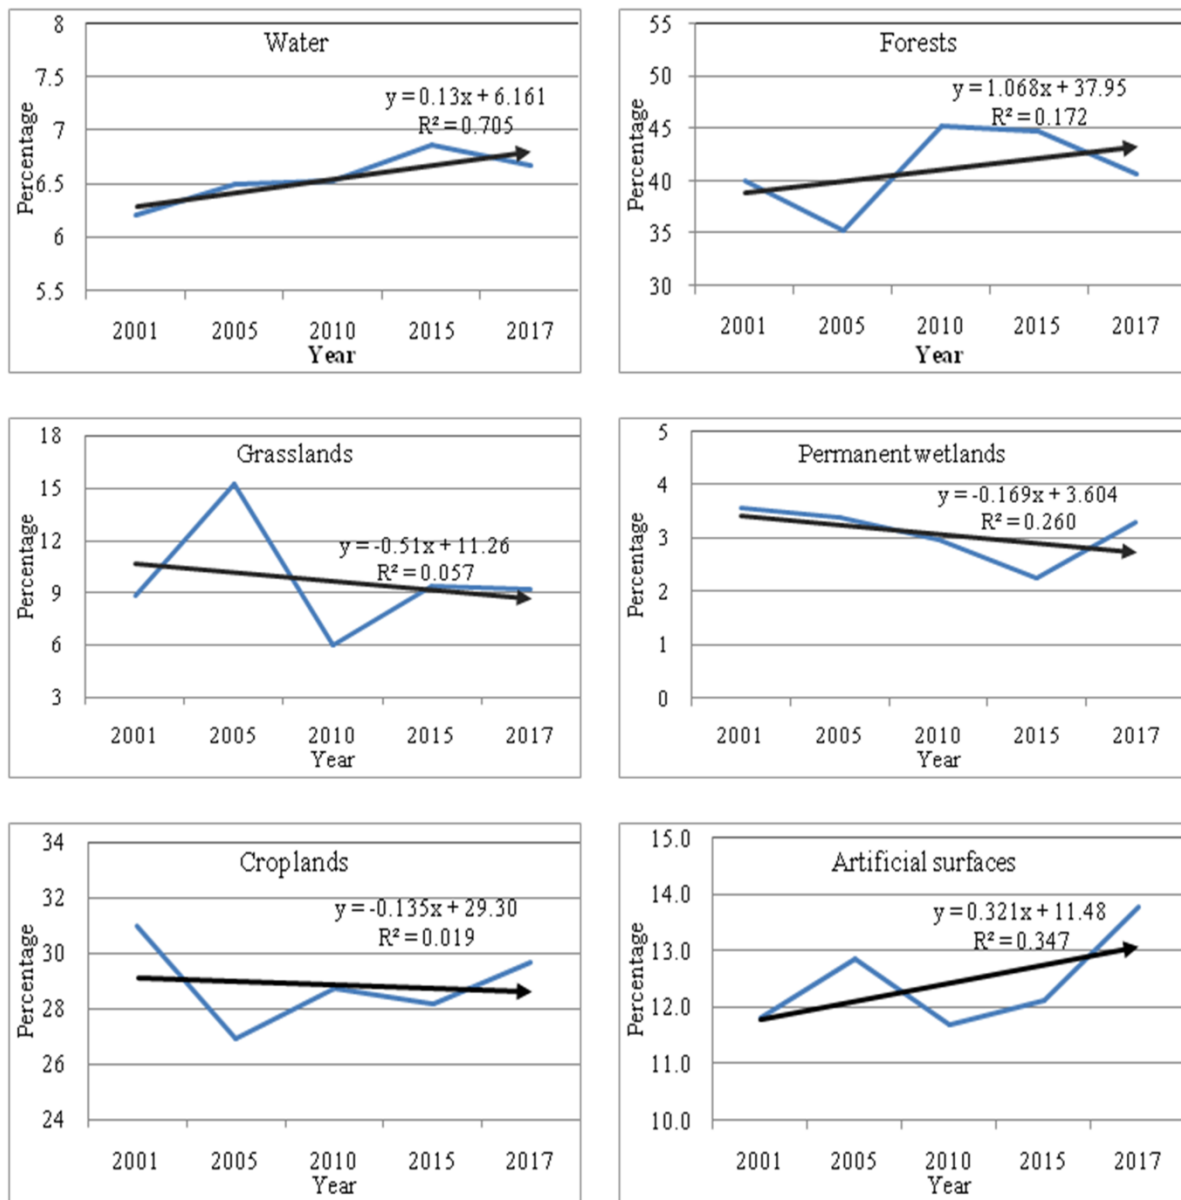 Water
Percentage
8
7.5
7
6.5
6
5.5
y = 0.13x + 6.161
R² = 0.705
2001 2005 2010 2015 2017
Year
Forests
Percentage
55
50
45
40
35
30
y = 1.068x + 37.95
R² = 0.172
2001 2005 2010 2015 2017
Year
Grasslands
Percentage
18
15
12
9
6
3
y = -0.51x + 11.26
R² = 0.057
2001 2005 2010 2015 2017
Year
Permanent wetlands
Percentage
5
4
3
2
1
0
y = -0.169x + 3.604
R² = 0.260
2001 2005 2010 2015 2017
Year
Croplands
Percentage
34
32
30
28
26
24
y = -0.135x + 29.30
R² = 0.019
2001 2005 2010 2015 2017
Year
Artificial surfaces
Percentage
15.0
14.0
13.0
12.0
11.0
10.0
y = 0.321x + 11.48
R² = 0.347
2001 2005 2010 2015 2017
Year